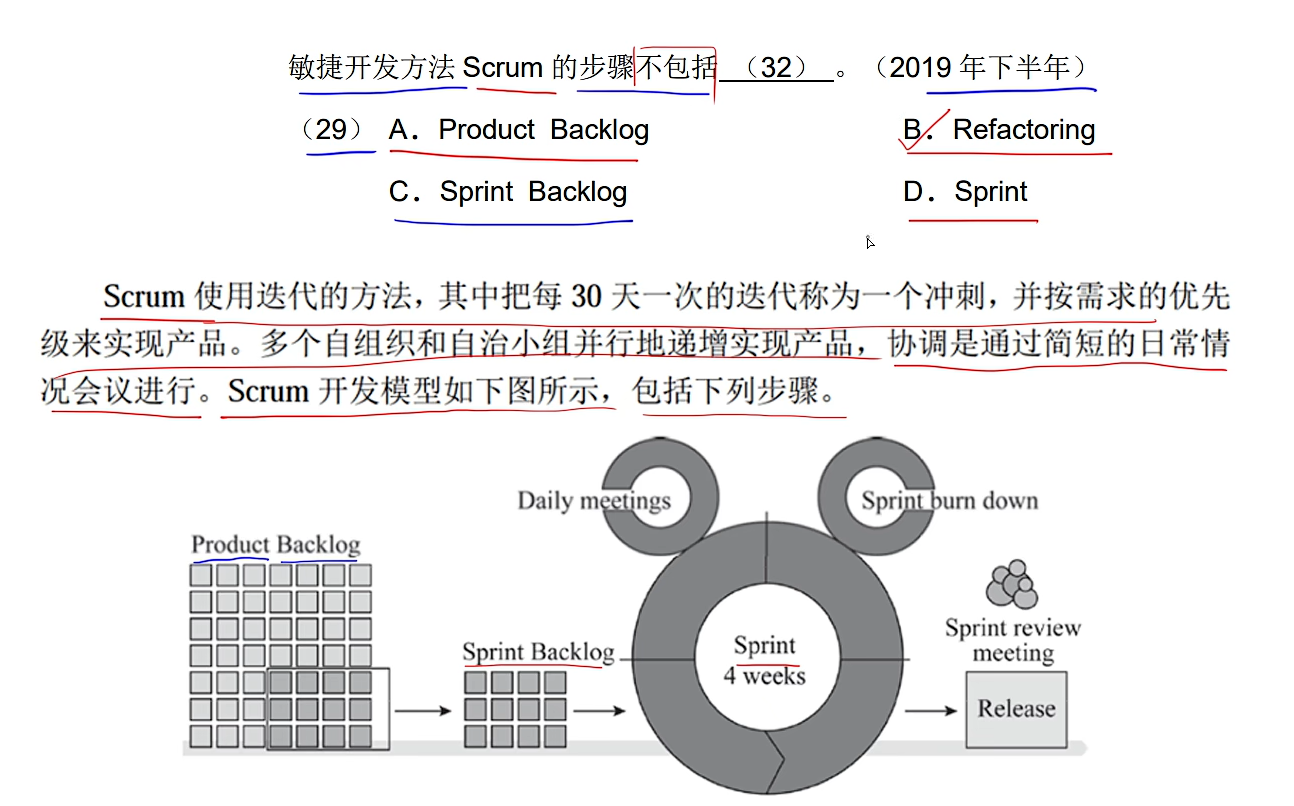 敏捷开发方法 Scrum 的步骤不包括（32）。（2019 年下半年）
（29） A．Product Backlog B．Refactoring
C．Sprint Backlog D．Sprint
Scrum 使用迭代的方法，其中把每 30 天一次的迭代称为一个冲刺，并按需求的优先
级来实现产品。多个自组织和自治小组并行地递增实现产品，协调是通过简短的日常情
况会议进行。Scrum 开发模型如下图所示，包括下列步骤。
Daily meetings
Sprint burn down
Product Backlog
Sprint Backlog
Sprint
4 weeks
Sprint review
meeting
Release